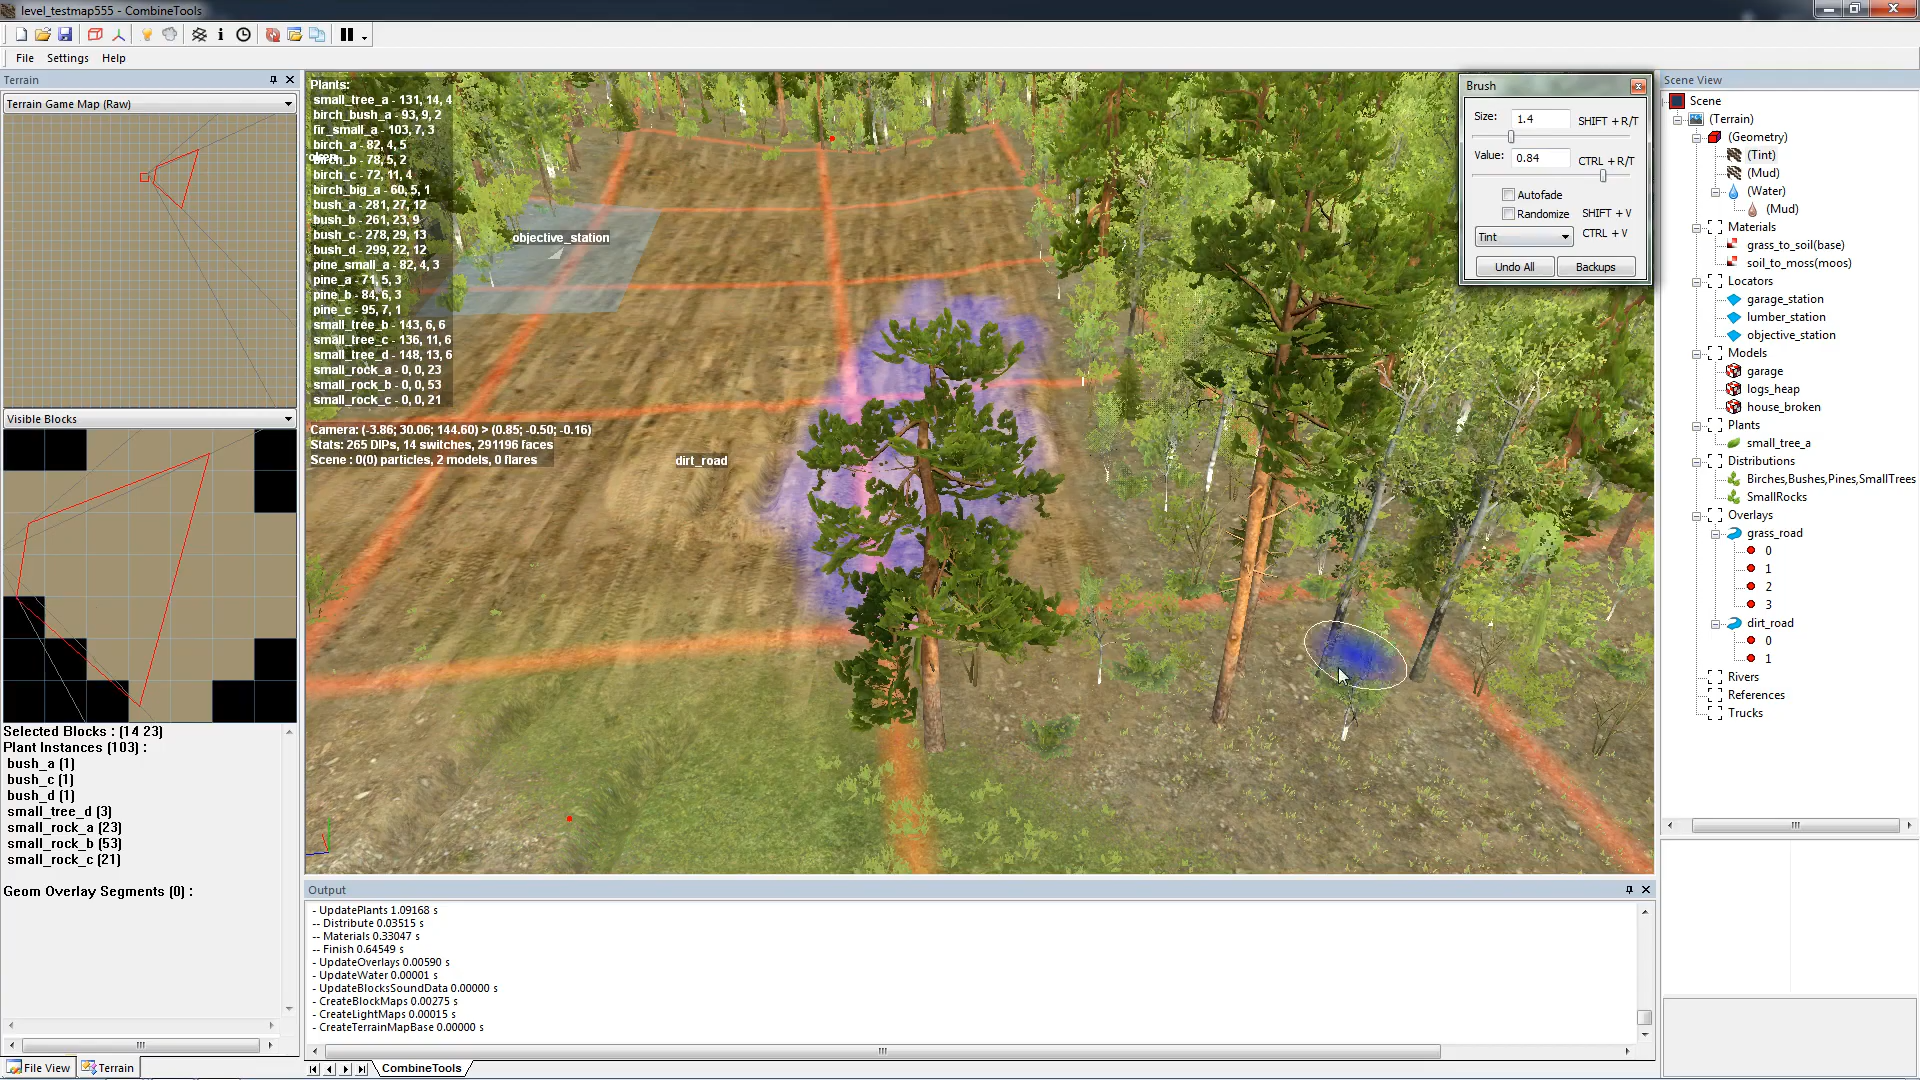 level_testmap555 - CombineTools
File Settings Help
Terrain
Terrain Game Map (Raw)
Visible Blocks
Selected Blocks : (14 23)
Plant Instances (103) :
bush_a (1)
bush_c (1)
bush_d (1)
small_tree_d (3)
small_rock_a (23)
small_rock_b (53)
small_rock_c (21)
Geom Overlay Segments (0) :
File View Terrain
Plants:
small_tree_a - 131, 14, 4
birch_bush_a - 93, 9, 2
fir_small_a - 103, 7, 3
birch_a - 82, 4, 5
birch_b - 78, 5, 2
birch_c - 72, 11, 4
birch_big_a - 60, 5, 1
bush_a - 281, 27, 12
bush_b - 261, 23, 9
bush_c - 278, 29, 13
bush_d - 299, 22, 12
pine_small_a - 82, 4, 3
pine_a - 71, 5, 3
pine_b - 84, 6, 3
pine_c - 95, 7, 1
small_tree_b - 143, 6, 6
small_tree_c - 136, 11, 6
small_tree_d - 148, 13, 6
small_rock_a - 0, 0, 23
small_rock_b - 0, 0, 53
small_rock_c - 0, 0, 21
Camera: (-3.86; 30.06; 144.60) > (0.85; -0.50; -0.16)
Stats: 265 DIPs, 14 switches, 291196 faces
Scene : 0(0) particles, 2 models, 0 flares
objective_station
dirt_road
Brush
Size: 1.4 SHIFT + R/T
Value: 0.84 CTRL + R/T
Autofade
Randomize SHIFT + V
Tint CTRL + V
Undo All Backups
Output
- UpdatePlants 1.09168 s
-- Distribute 0.03515 s
-- Materials 0.33047 s
-- Finish 0.64549 s
- UpdateOverlays 0.00590 s
- UpdateWater 0.00001 s
- UpdateBlocksSoundData 0.00000 s
- CreateBlockMaps 0.00275 s
- CreateLightMaps 0.00015 s
- CreateTerrainMapBase 0.00000 s
CombineTools
Scene View
Scene
(Terrain)
(Geometry)
(Tint)
(Mud)
(Water)
(Mud)
Materials
grass_to_soil(base)
soil_to_moss(moos)
Locators
garage_station
lumber_station
objective_station
Models
garage
logs_heap
house_broken
Plants
small_tree_a
Distributions
Birches,Bushes,Pines,SmallTrees
SmallRocks
Overlays
grass_road
0
1
2
3
dirt_road
0
1
Rivers
References
Trucks